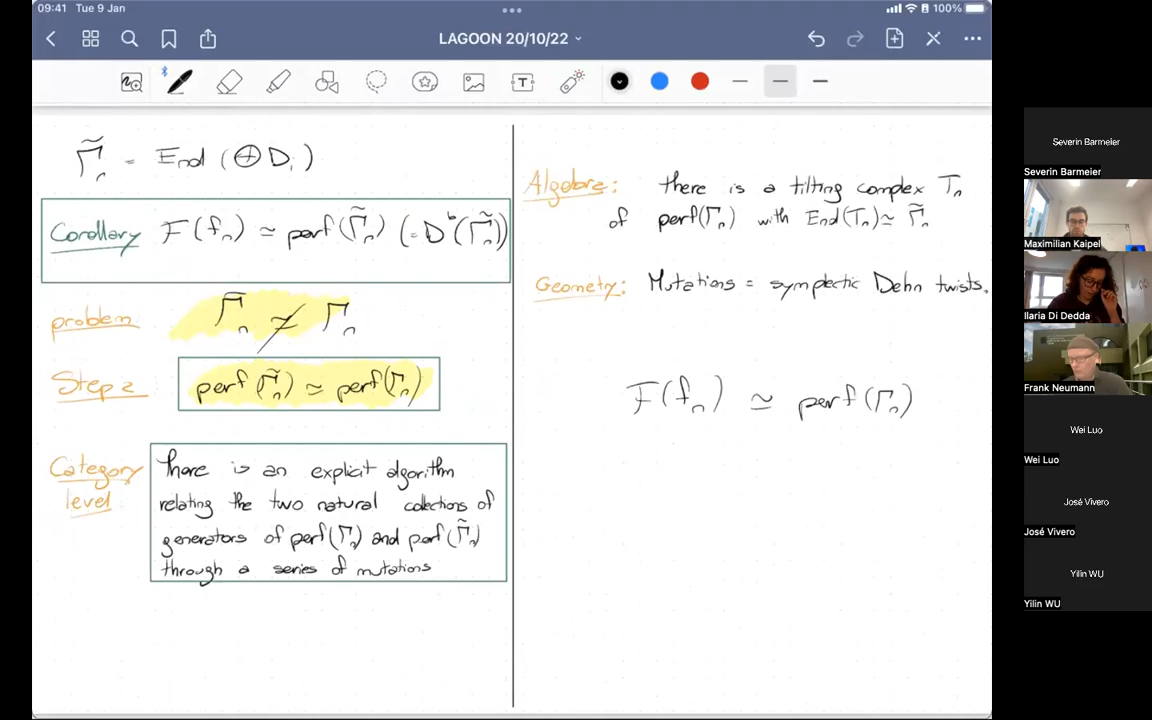 09:41 Tue 9 Jan
100%
LAGOON 20/10/22
Γ̃ₙ = End (⊕ Dᵢ)
Corollary F(fₙ) ≃ perf(Γ̃ₙ) (= Dᵇ(Γ̃ₙ))
problem Γ̃ₙ ≄ Γₙ
Step 2 perf(Γ̃ₙ) ≃ perf(Γₙ)
Category level
There is an explicit algorithm
relating the two natural collections of
generators of perf(Γₙ) and perf(Γ̃ₙ)
through a series of mutations
Algebra: there is a tilting complex Tₙ
of perf(Γₙ) with End(Tₙ) ≃ Γ̃ₙ
Geometry: Mutations = symplectic Dehn twists.
F(fₙ) ≃ perf(Γₙ)
Severin Barmeier
Severin Barmeier
Maximilian Kaipel
Ilaria Di Dedda
Frank Neumann
Wei Luo
Wei Luo
José Vivero
José Vivero
Yilin WU
Yilin WU